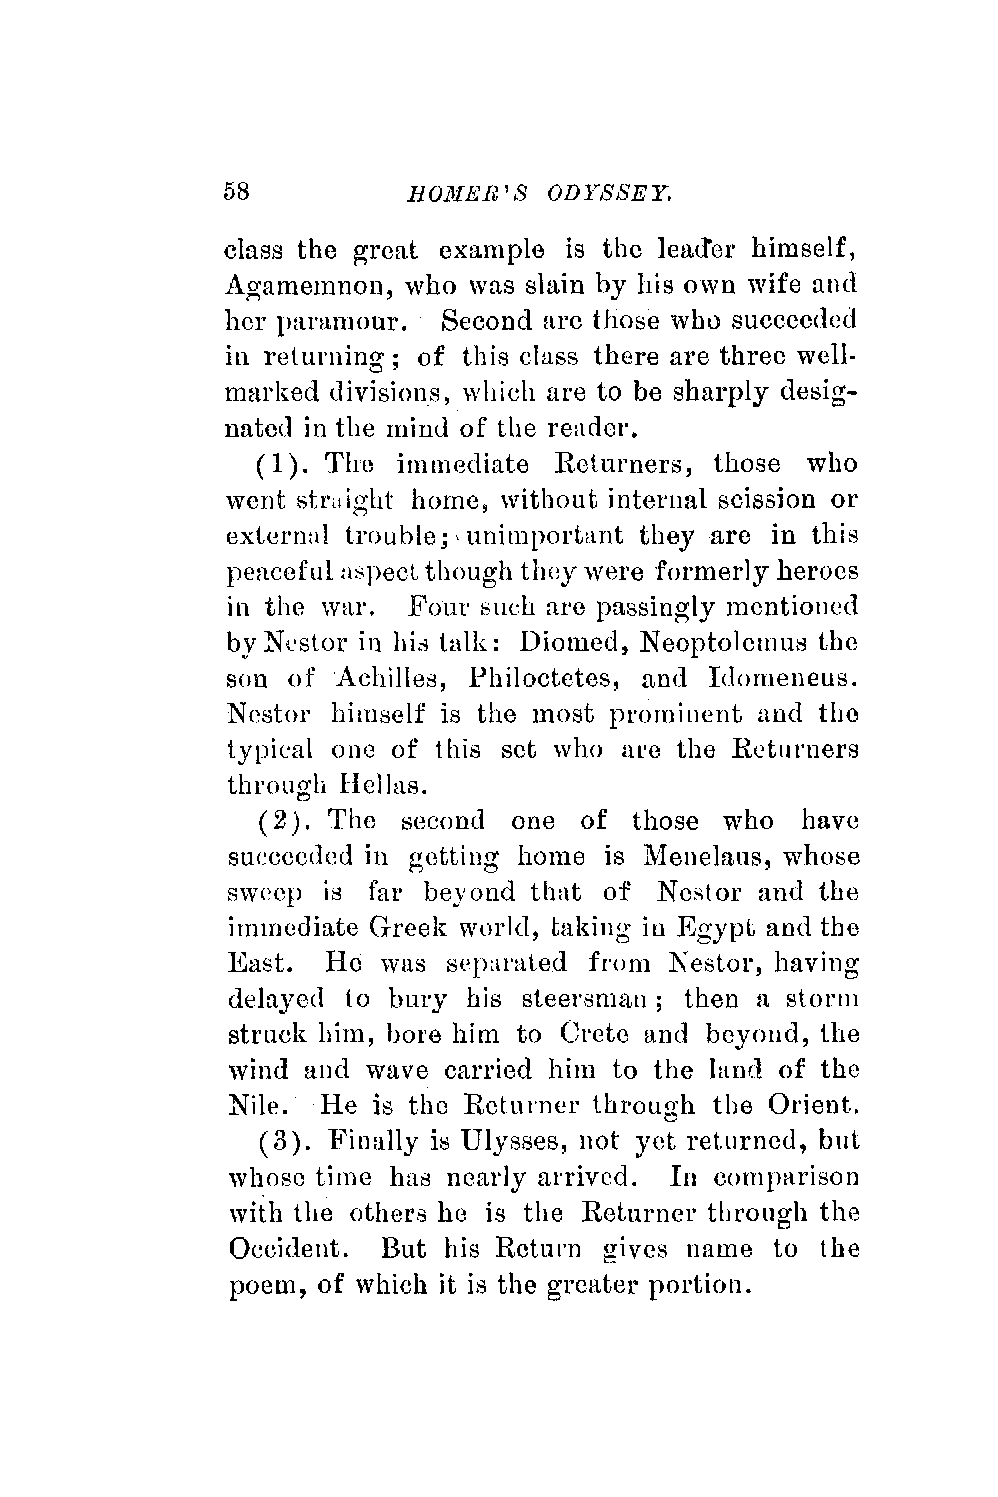 58 HOMER'S ODYSSEY.
class the great example is the leader himself,
Agamemnon, who was slain by his own wife and
her paramour. Second are those who succeeded
in returning; of this class there are three well-
marked divisions, which are to be sharply desig-
nated in the mind of the reader.
(1). The immediate Returners, those who
went straight home, without internal scission or
external trouble; unimportant they are in this
peaceful aspect though they were formerly heroes
in the war. Four such are passingly mentioned
by Nestor in his talk: Diomed, Neoptolemus the
son of Achilles, Philoctetes, and Idomeneus.
Nestor himself is the most prominent and the
typical one of this set who are the Returners
through Hellas.
(2). The second one of those who have
succeeded in getting home is Menelaus, whose
sweep is far beyond that of Nestor and the
immediate Greek world, taking in Egypt and the
East. He was separated from Nestor, having
delayed to bury his steersman; then a storm
struck him, bore him to Crete and beyond, the
wind and wave carried him to the land of the
Nile. He is the Returner through the Orient.
(3). Finally is Ulysses, not yet returned, but
whose time has nearly arrived. In comparison
with the others he is the Returner through the
Occident. But his Return gives name to the
poem, of which it is the greater portion.